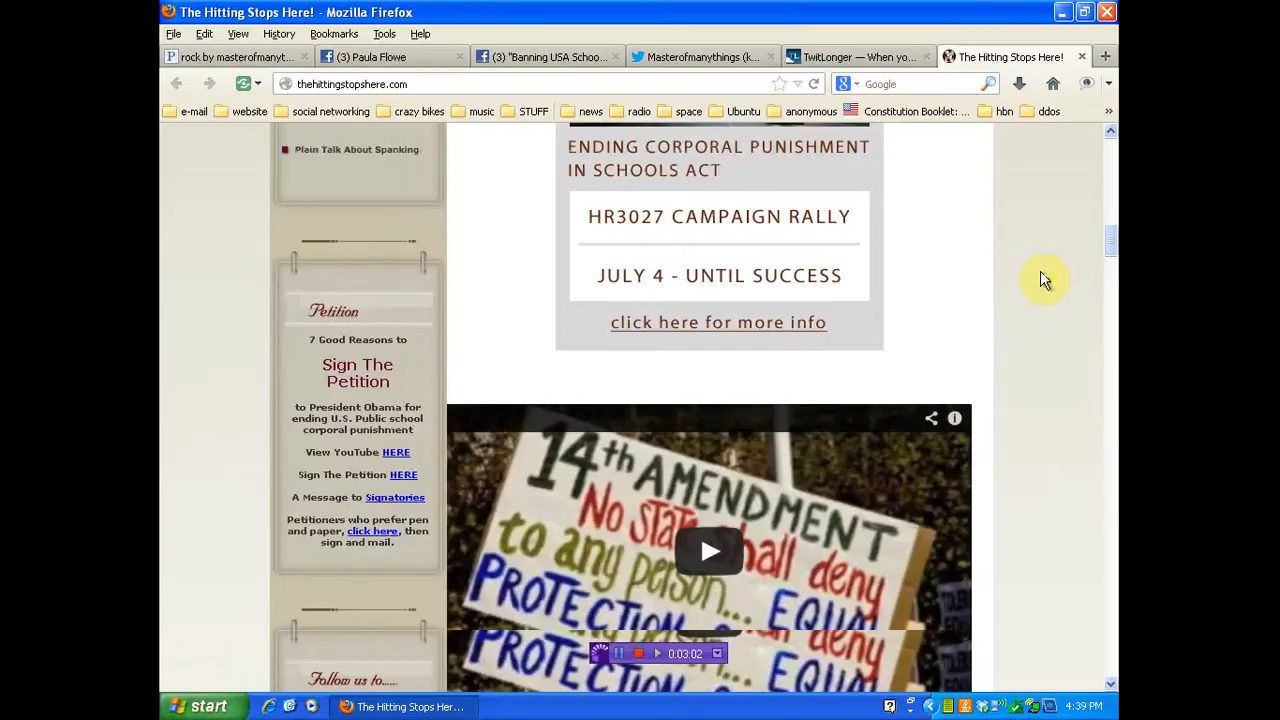 The Hitting Stops Here! - Mozilla Firefox
File Edit View History Bookmarks Tools Help
rock by masterofmanyt...
(3) Paula Flowe
(3) "Banning USA Schoo...
Masterofmanythings (k...
TwitLonger — When yo...
The Hitting Stops Here!
thehittingstopshere.com
Google
e-mail website social networking crazy bikes music STUFF news radio space Ubuntu anonymous Constitution Booklet: ... hbn ddos
Plain Talk About Spanking
Petition
7 Good Reasons to
Sign The
Petition
to President Obama for
ending U.S. Public school
corporal punishment
View YouTube HERE
Sign The Petition HERE
A Message to Signatories
Petitioners who prefer pen
and paper, click here, then
sign and mail.
Follow us to.....
ENDING CORPORAL PUNISHMENT
IN SCHOOLS ACT
HR3027 CAMPAIGN RALLY
JULY 4 - UNTIL SUCCESS
click here for more info
14th AMENDMENT
No State shall deny
to any person... EQUAL
PROTECTION
0:03:02
start
The Hitting Stops Her...
4:39 PM